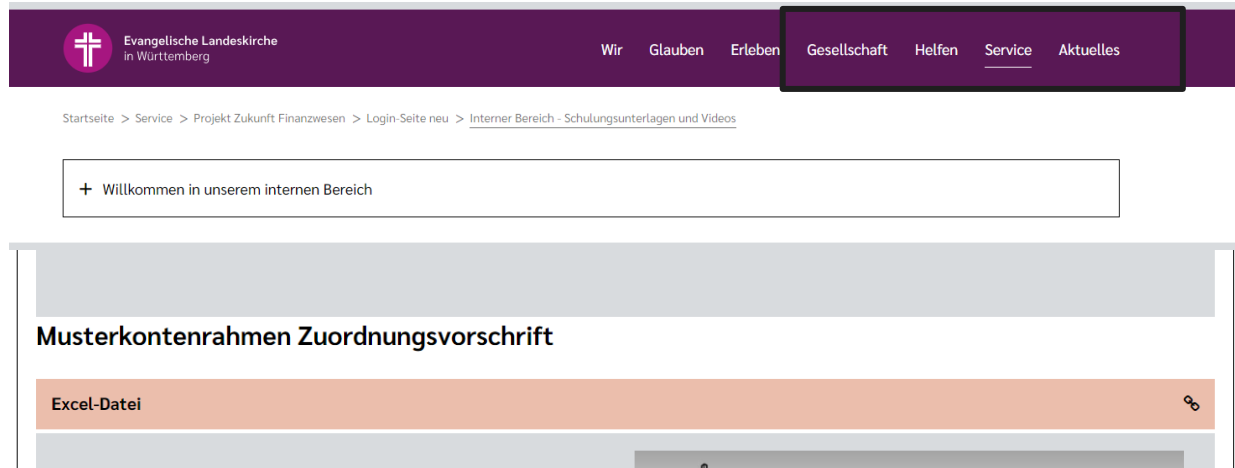 Evangelische Landeskirche
in Württemberg
Wir Glauben Erleben Gesellschaft Helfen Service Aktuelles
Startseite > Service > Projekt Zukunft Finanzwesen > Login-Seite neu > Interner Bereich - Schulungsunterlagen und Videos
+ Willkommen in unserem internen Bereich
Musterkontenrahmen Zuordnungsvorschrift
Excel-Datei